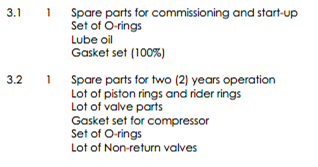 3.1 1 Spare parts for commissioning and start-up
Set of O-rings
Lube oil
Gasket set (100%)
3.2 1 Spare parts for two (2) years operation
Lot of piston rings and rider rings
Lot of valve parts
Gasket set for compressor
Set of O-rings
Lot of Non-return valves